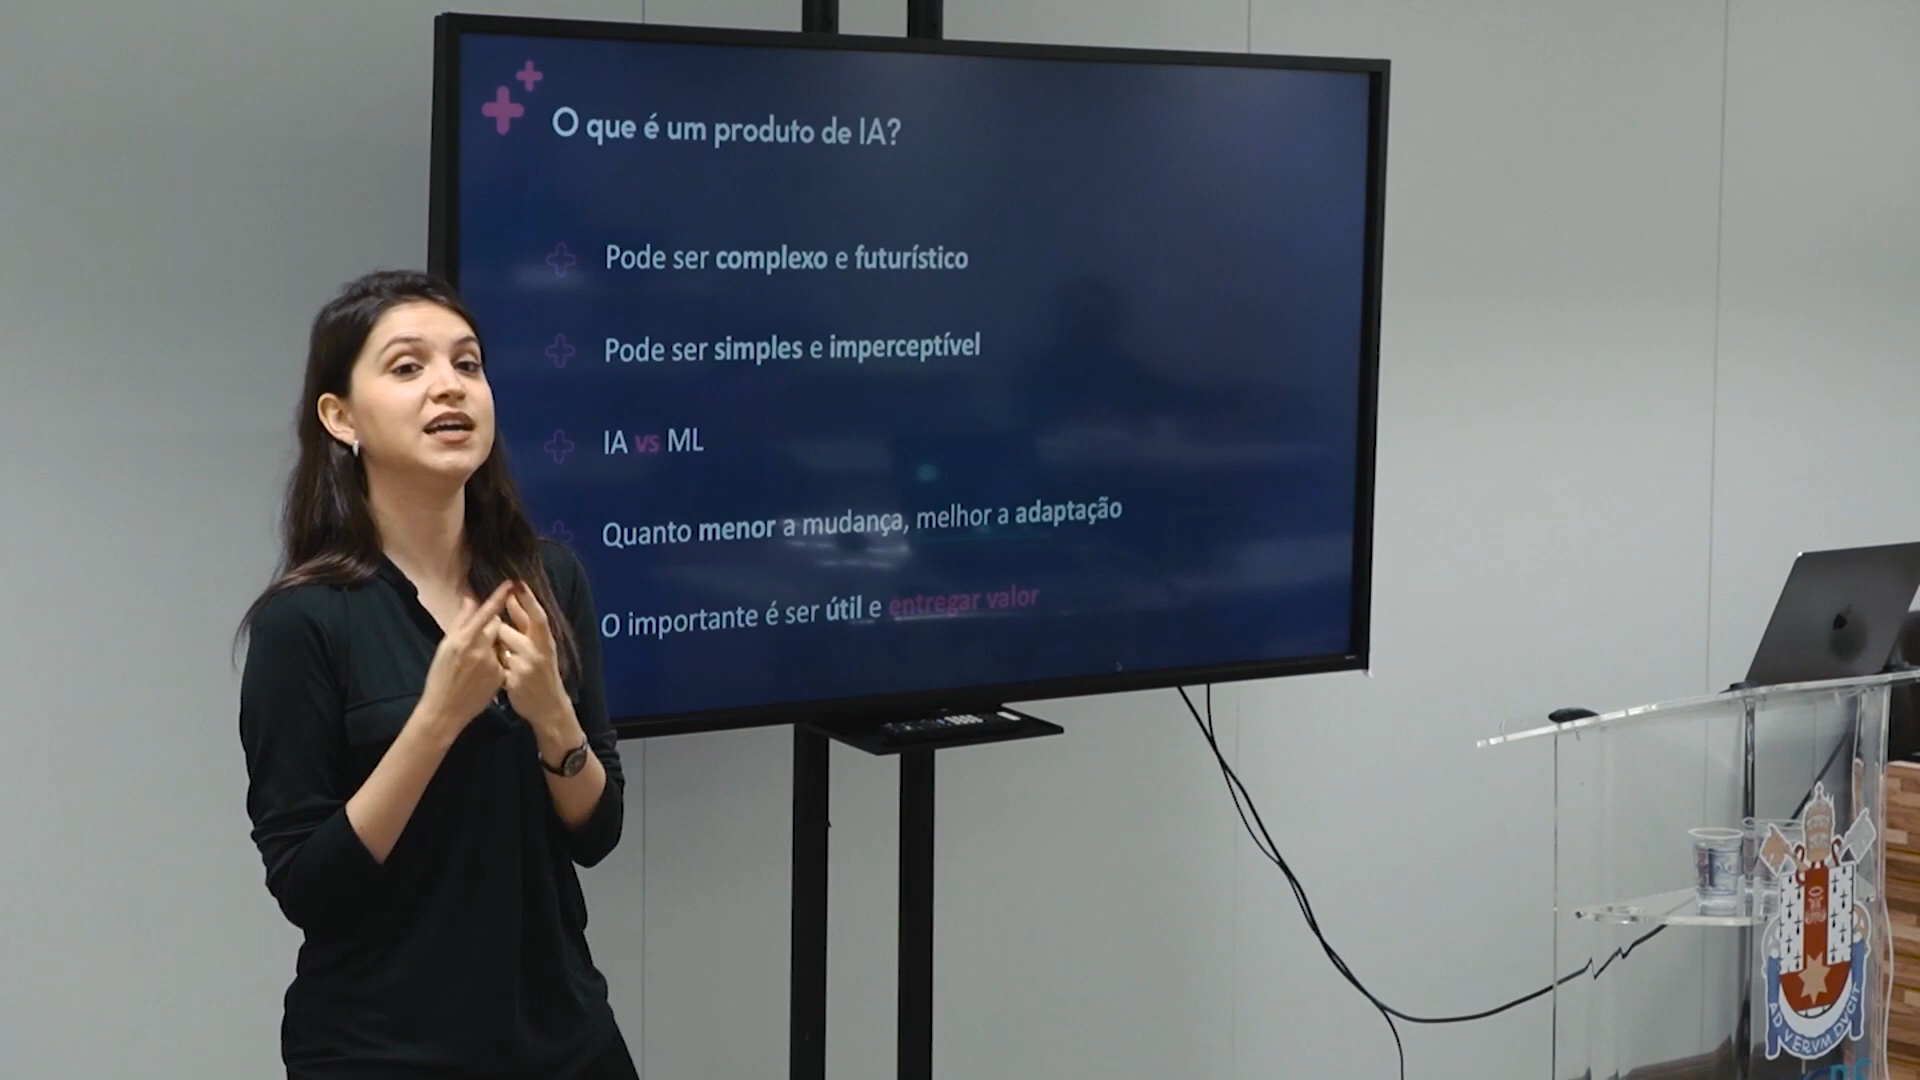 O que é um produto de IA?
Pode ser complexo e futurístico
Pode ser simples e imperceptível
IA vs ML
Quanto menor a mudança, melhor a adaptação
O importante é ser útil e entregar valor
AD VERVM DVCIT